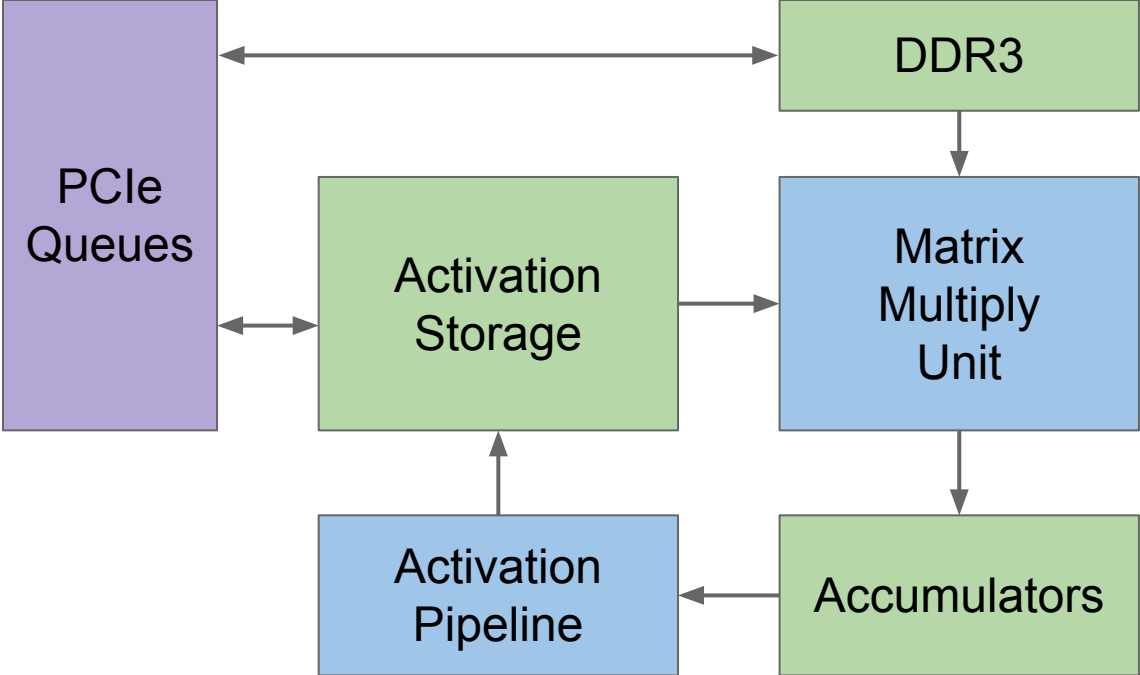 DDR3
PCIe
Queues
Activation
Storage
Matrix
Multiply
Unit
Activation
Pipeline
Accumulators